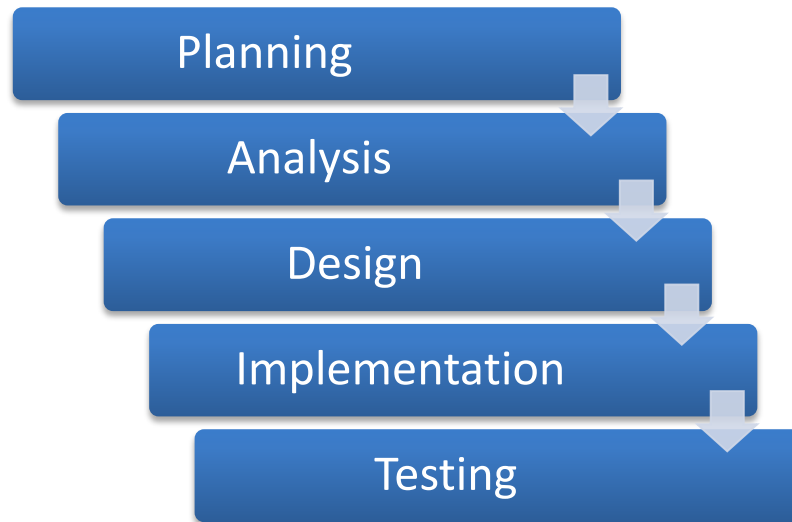 Planning
Analysis
Design
Implementation
Testing